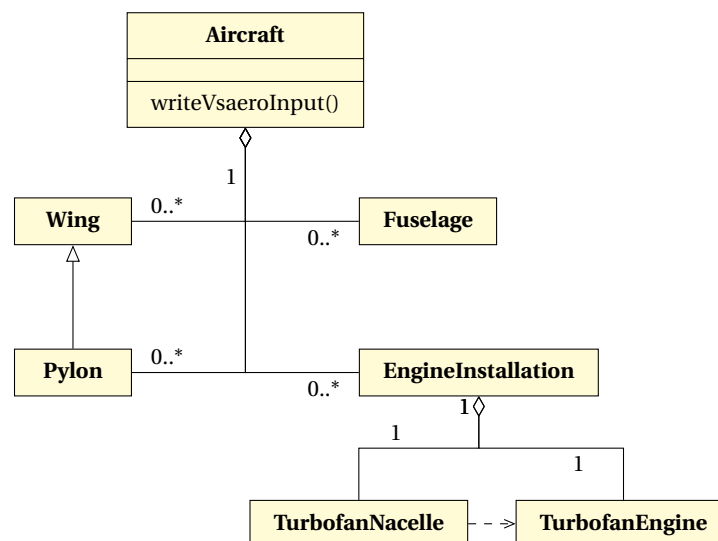 Aircraft
writeVsaeroInput()
1
Wing
0..*
0..*
Fuselage
Pylon
0..*
0..*
EngineInstallation
1
1
1
TurbofanNacelle
TurbofanEngine